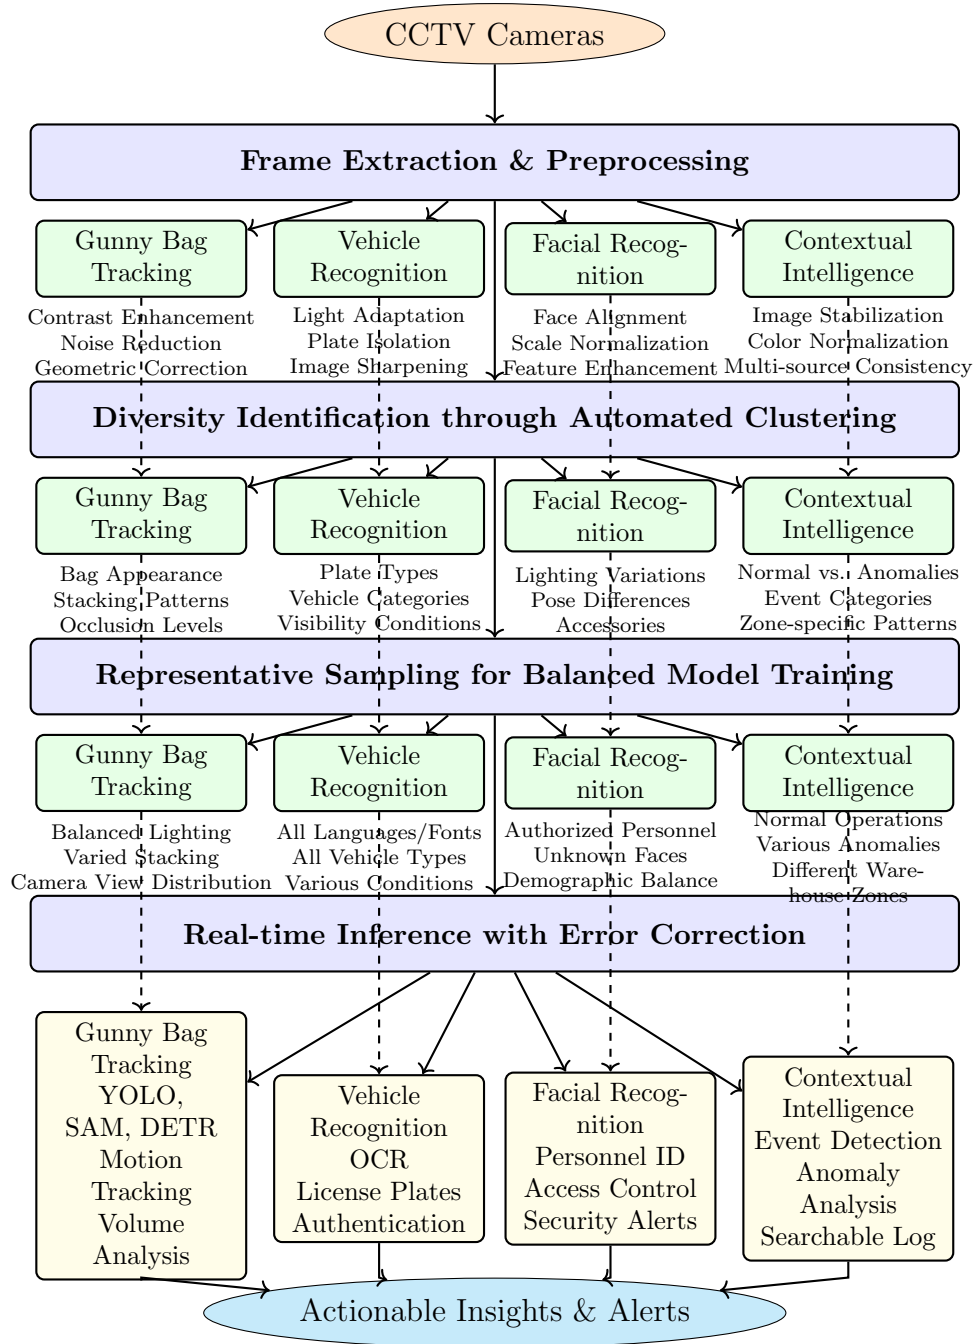 CCTV Cameras
Frame Extraction & Preprocessing
Gunny Bag
Tracking
Vehicle
Recognition
Facial Recog-
nition
Contextual
Intelligence
Contrast Enhancement
Noise Reduction
Geometric Correction
Light Adaptation
Plate Isolation
Image Sharpening
Face Alignment
Scale Normalization
Feature Enhancement
Image Stabilization
Color Normalization
Multi-source Consistency
Diversity Identification through Automated Clustering
Gunny Bag
Tracking
Vehicle
Recognition
Facial Recog-
nition
Contextual
Intelligence
Bag Appearance
Stacking Patterns
Occlusion Levels
Plate Types
Vehicle Categories
Visibility Conditions
Lighting Variations
Pose Differences
Accessories
Normal vs. Anomalies
Event Categories
Zone-specific Patterns
Representative Sampling for Balanced Model Training
Gunny Bag
Tracking
Vehicle
Recognition
Facial Recog-
nition
Contextual
Intelligence
Balanced Lighting
Varied Stacking
Camera View Distribution
All Languages/Fonts
All Vehicle Types
Various Conditions
Authorized Personnel
Unknown Faces
Demographic Balance
Normal Operations
Various Anomalies
Different Ware-
house Zones
Real-time Inference with Error Correction
Gunny Bag
Tracking
YOLO,
SAM, DETR
Motion
Tracking
Volume
Analysis
Vehicle
Recognition
OCR
License Plates
Authentication
Facial Recog-
nition
Personnel ID
Access Control
Security Alerts
Contextual
Intelligence
Event Detection
Anomaly
Analysis
Searchable Log
Actionable Insights & Alerts